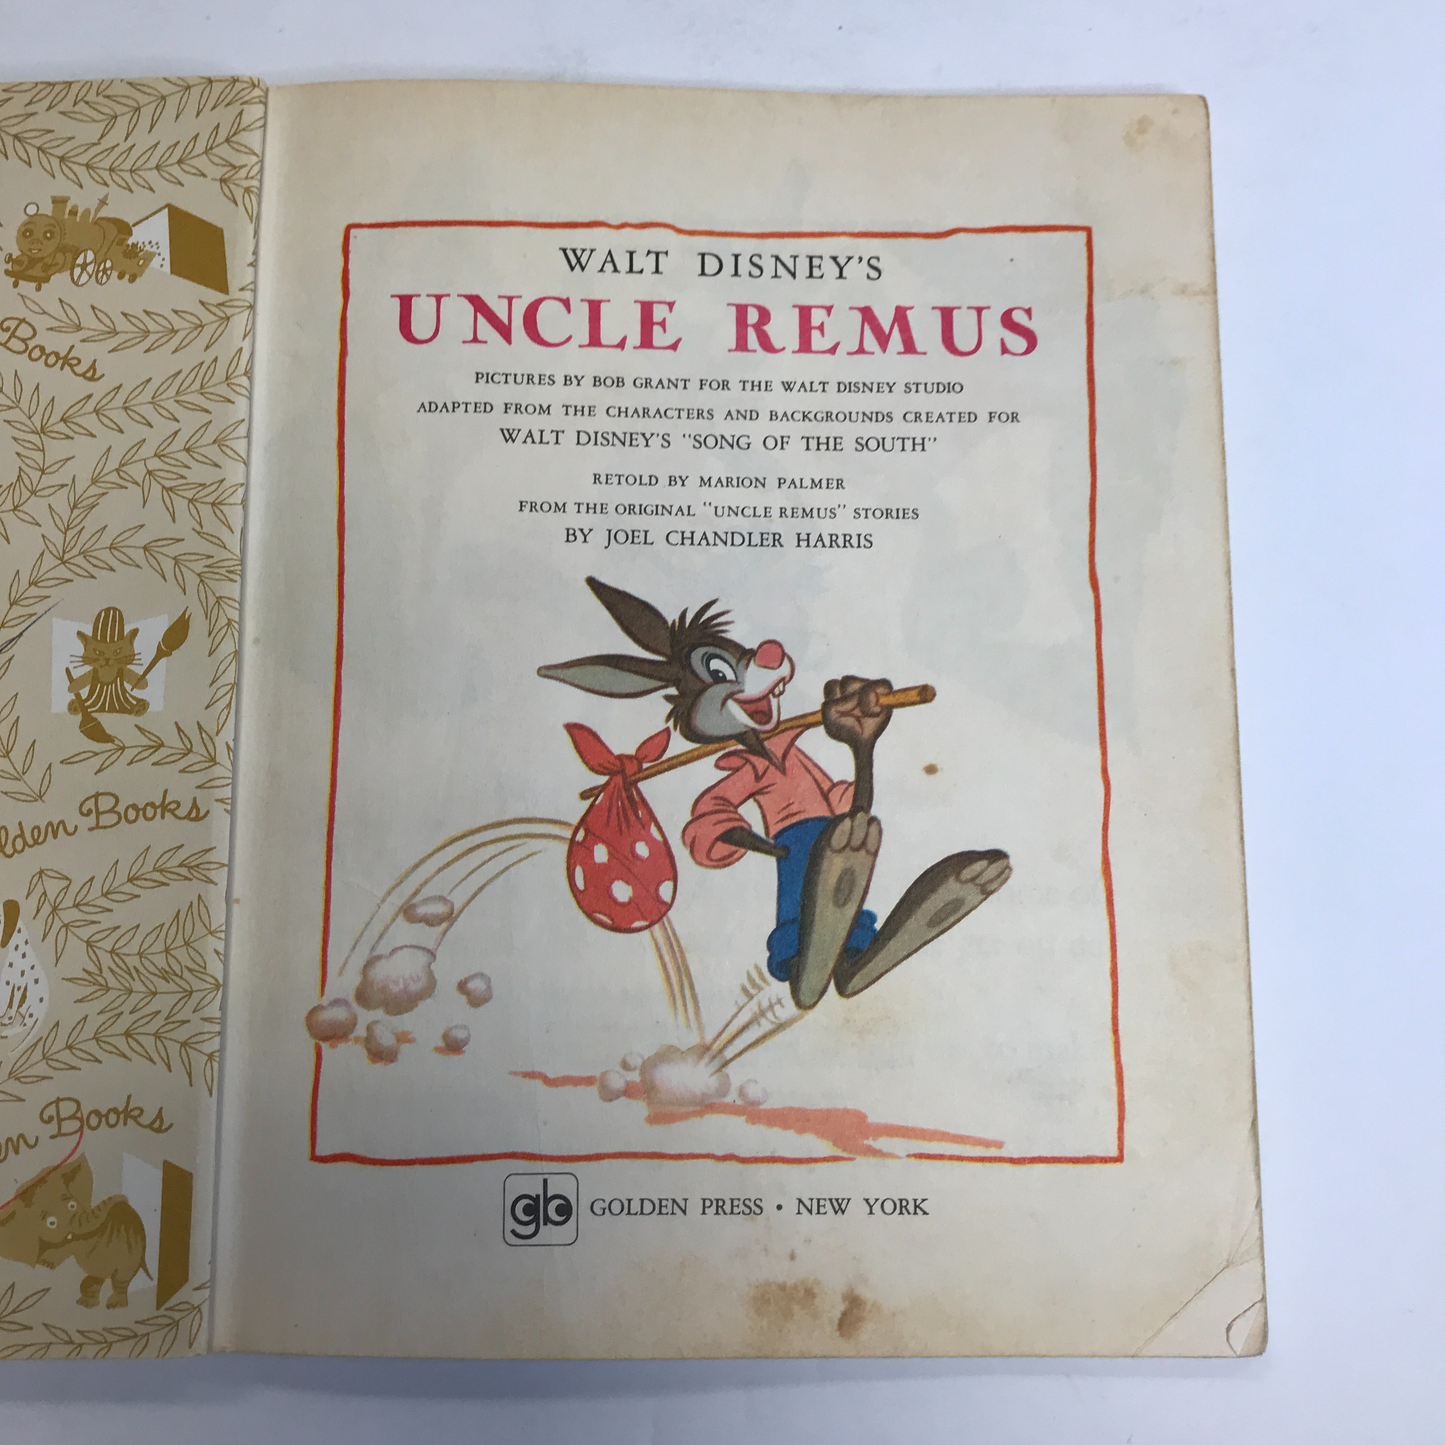 Books
Books
Books
WALT DISNEY'S
UNCLE REMUS
PICTURES BY BOB GRANT FOR THE WALT DISNEY STUDIO
ADAPTED FROM THE CHARACTERS AND BACKGROUNDS CREATED FOR
WALT DISNEY'S "SONG OF THE SOUTH"
RETOLD BY MARION PALMER
FROM THE ORIGINAL "UNCLE REMUS" STORIES
BY JOEL CHANDLER HARRIS
gb GOLDEN PRESS • NEW YORK